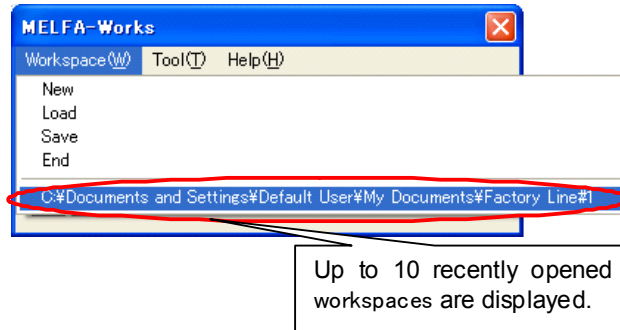 MELFA-Works
Workspace(W) Tool(T) Help(H)
New
Load
Save
End
C:¥Documents and Settings¥Default User¥My Documents¥Factory Line#1
Up to 10 recently opened
workspaces are displayed.